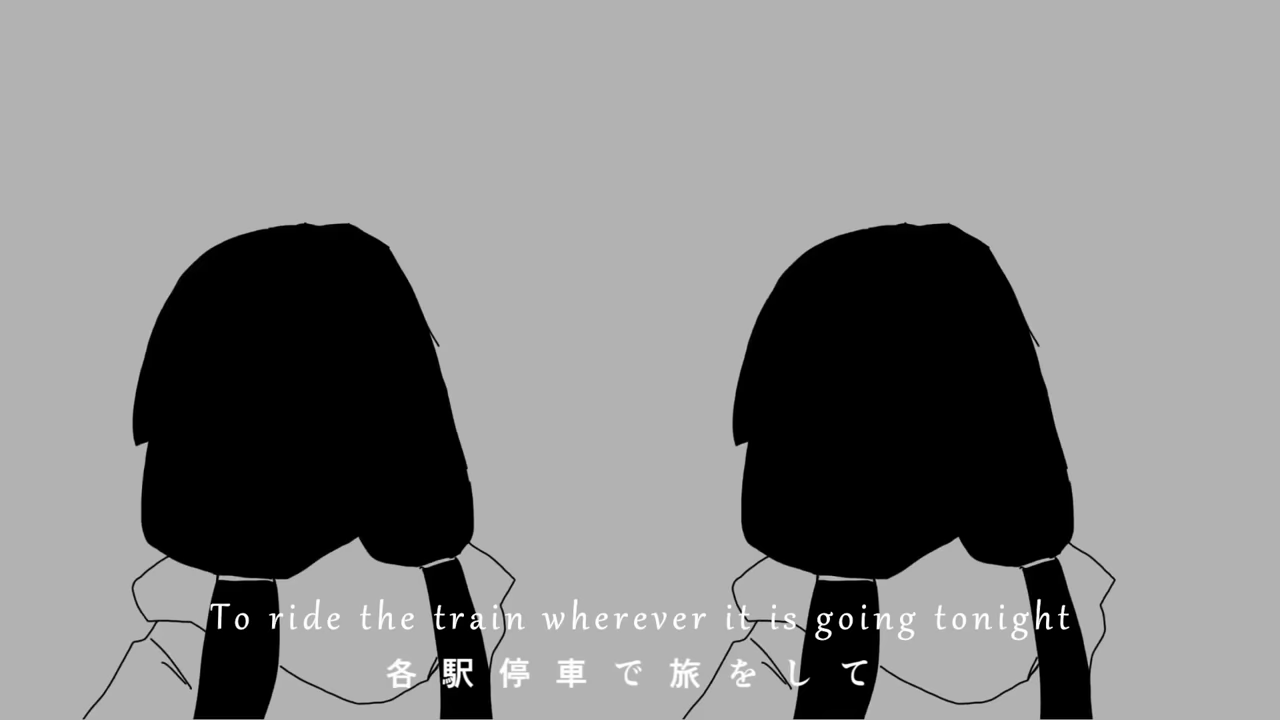 To ride the train wherever it is going tonight
各駅停車で旅をして